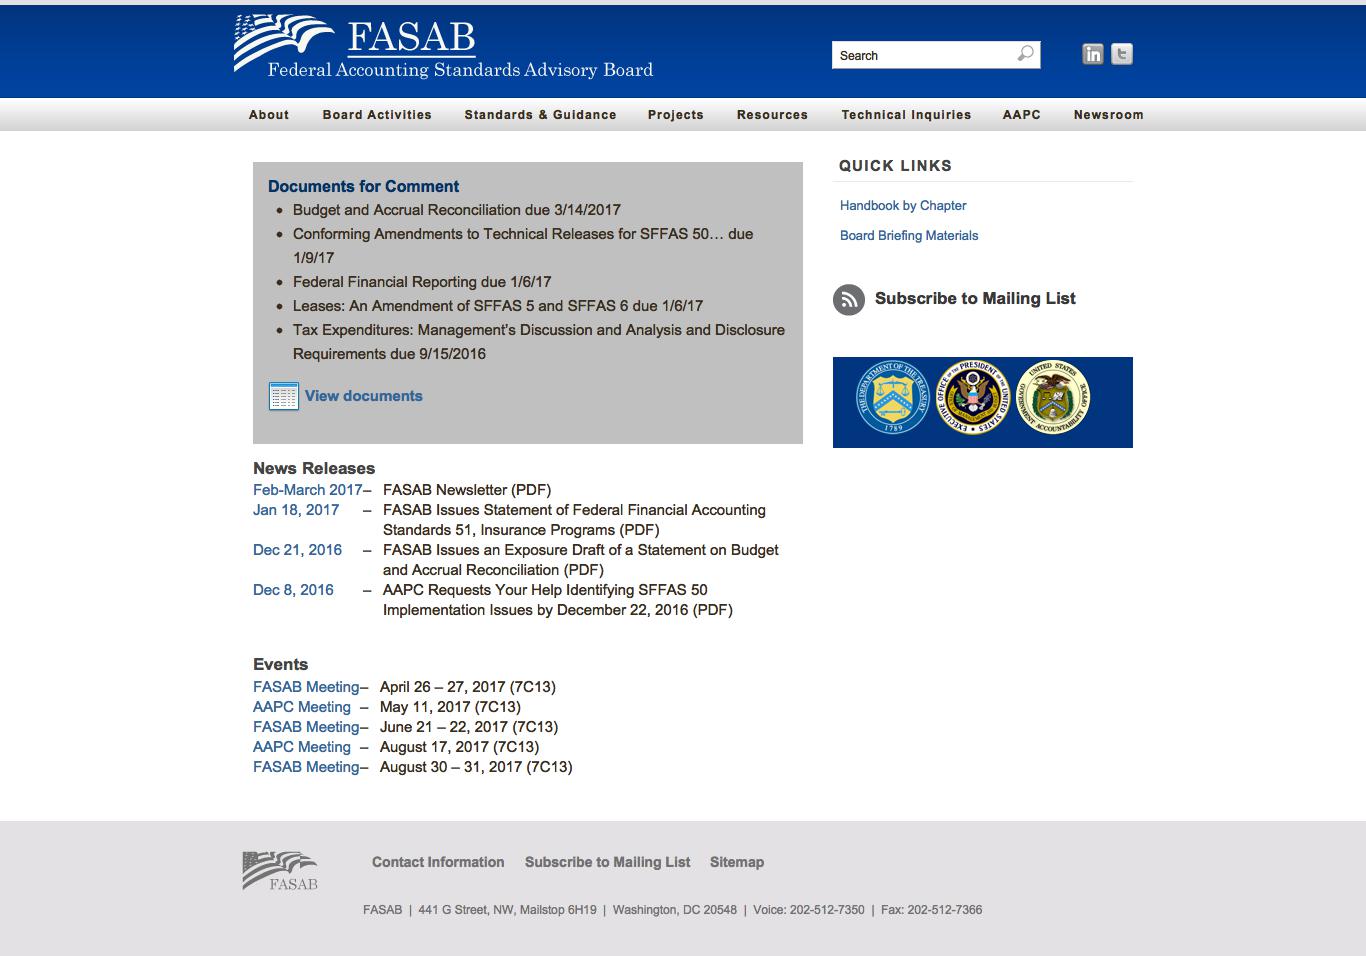 FASAB
Federal Accounting Standards Advisory Board
Search
About Board Activities Standards & Guidance Projects Resources Technical Inquiries AAPC Newsroom
Documents for Comment
• Budget and Accrual Reconciliation due 3/14/2017
• Conforming Amendments to Technical Releases for SFFAS 50… due
1/9/17
• Federal Financial Reporting due 1/6/17
• Leases: An Amendment of SFFAS 5 and SFFAS 6 due 1/6/17
• Tax Expenditures: Management's Discussion and Analysis and Disclosure
Requirements due 9/15/2016
View documents
News Releases
Feb-March 2017– FASAB Newsletter (PDF)
Jan 18, 2017 – FASAB Issues Statement of Federal Financial Accounting
Standards 51, Insurance Programs (PDF)
Dec 21, 2016 – FASAB Issues an Exposure Draft of a Statement on Budget
and Accrual Reconciliation (PDF)
Dec 8, 2016 – AAPC Requests Your Help Identifying SFFAS 50
Implementation Issues by December 22, 2016 (PDF)
Events
FASAB Meeting– April 26 – 27, 2017 (7C13)
AAPC Meeting – May 11, 2017 (7C13)
FASAB Meeting– June 21 – 22, 2017 (7C13)
AAPC Meeting – August 17, 2017 (7C13)
FASAB Meeting– August 30 – 31, 2017 (7C13)
QUICK LINKS
Handbook by Chapter
Board Briefing Materials
Subscribe to Mailing List
THE DEPARTMENT OF THE TREASURY
1789
EXECUTIVE OFFICE OF THE PRESIDENT OF THE UNITED STATES
UNITED STATES
GOVERNMENT ACCOUNTABILITY OFFICE
FASAB
Contact Information Subscribe to Mailing List Sitemap
FASAB | 441 G Street, NW, Mailstop 6H19 | Washington, DC 20548 | Voice: 202-512-7350 | Fax: 202-512-7366